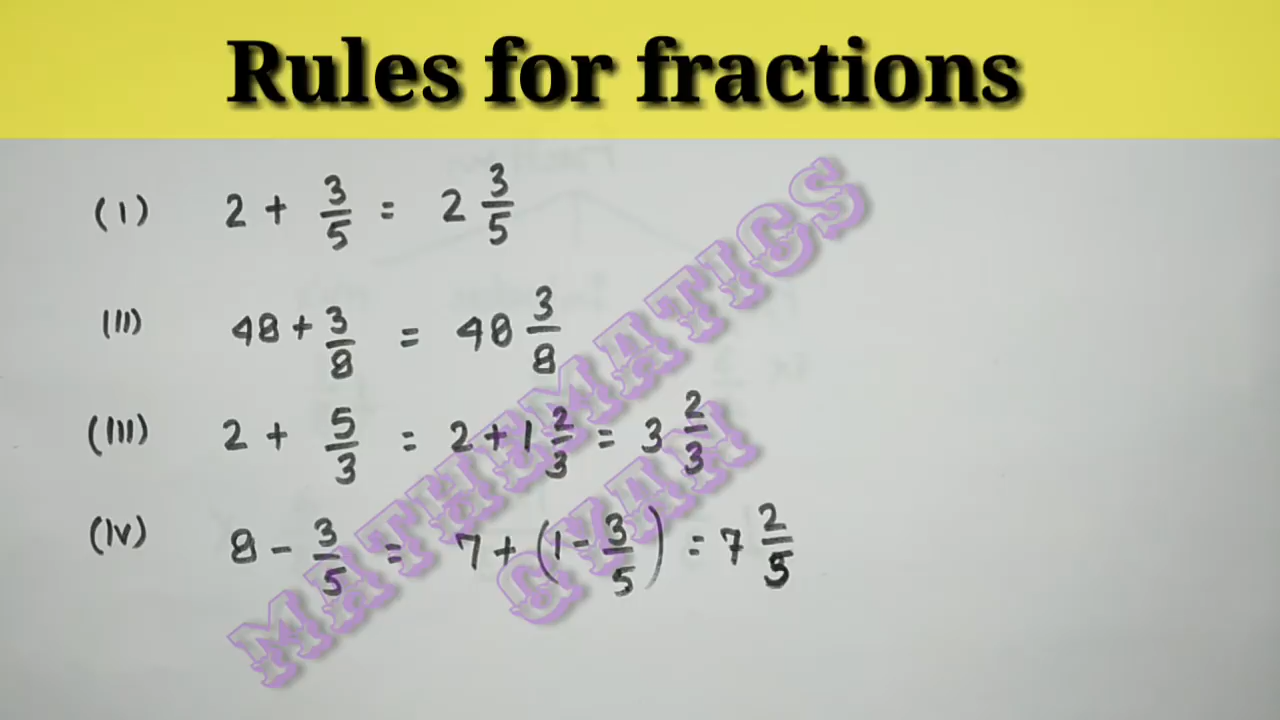 Rules for fractions
(I) 2 + 3/5 = 2 3/5
(II) 48 + 3/8 = 48 3/8
(III) 2 + 5/3 = 2 + 1 2/3 = 3 2/3
(IV) 8 - 3/5 = 7 + (1 - 3/5) = 7 2/5
MATHEMATICS
GYAN